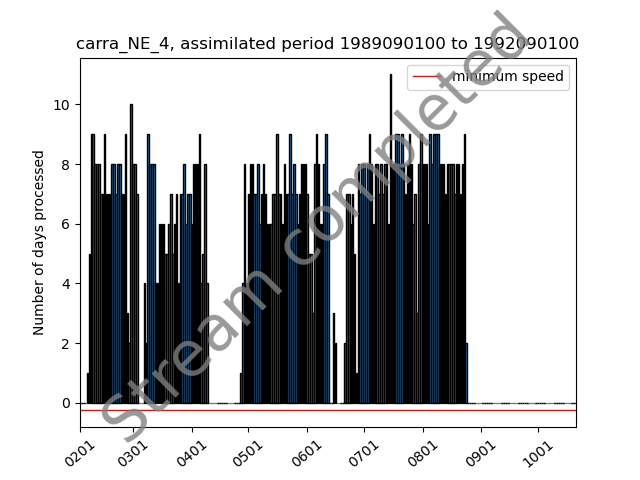 carra_NE_4, assimilated period 1989090100 to 1992090100
minimum speed
Number of days processed
10
8
6
4
2
0
0201 0301 0401 0501 0601 0701 0801 0901 1001
Stream completed